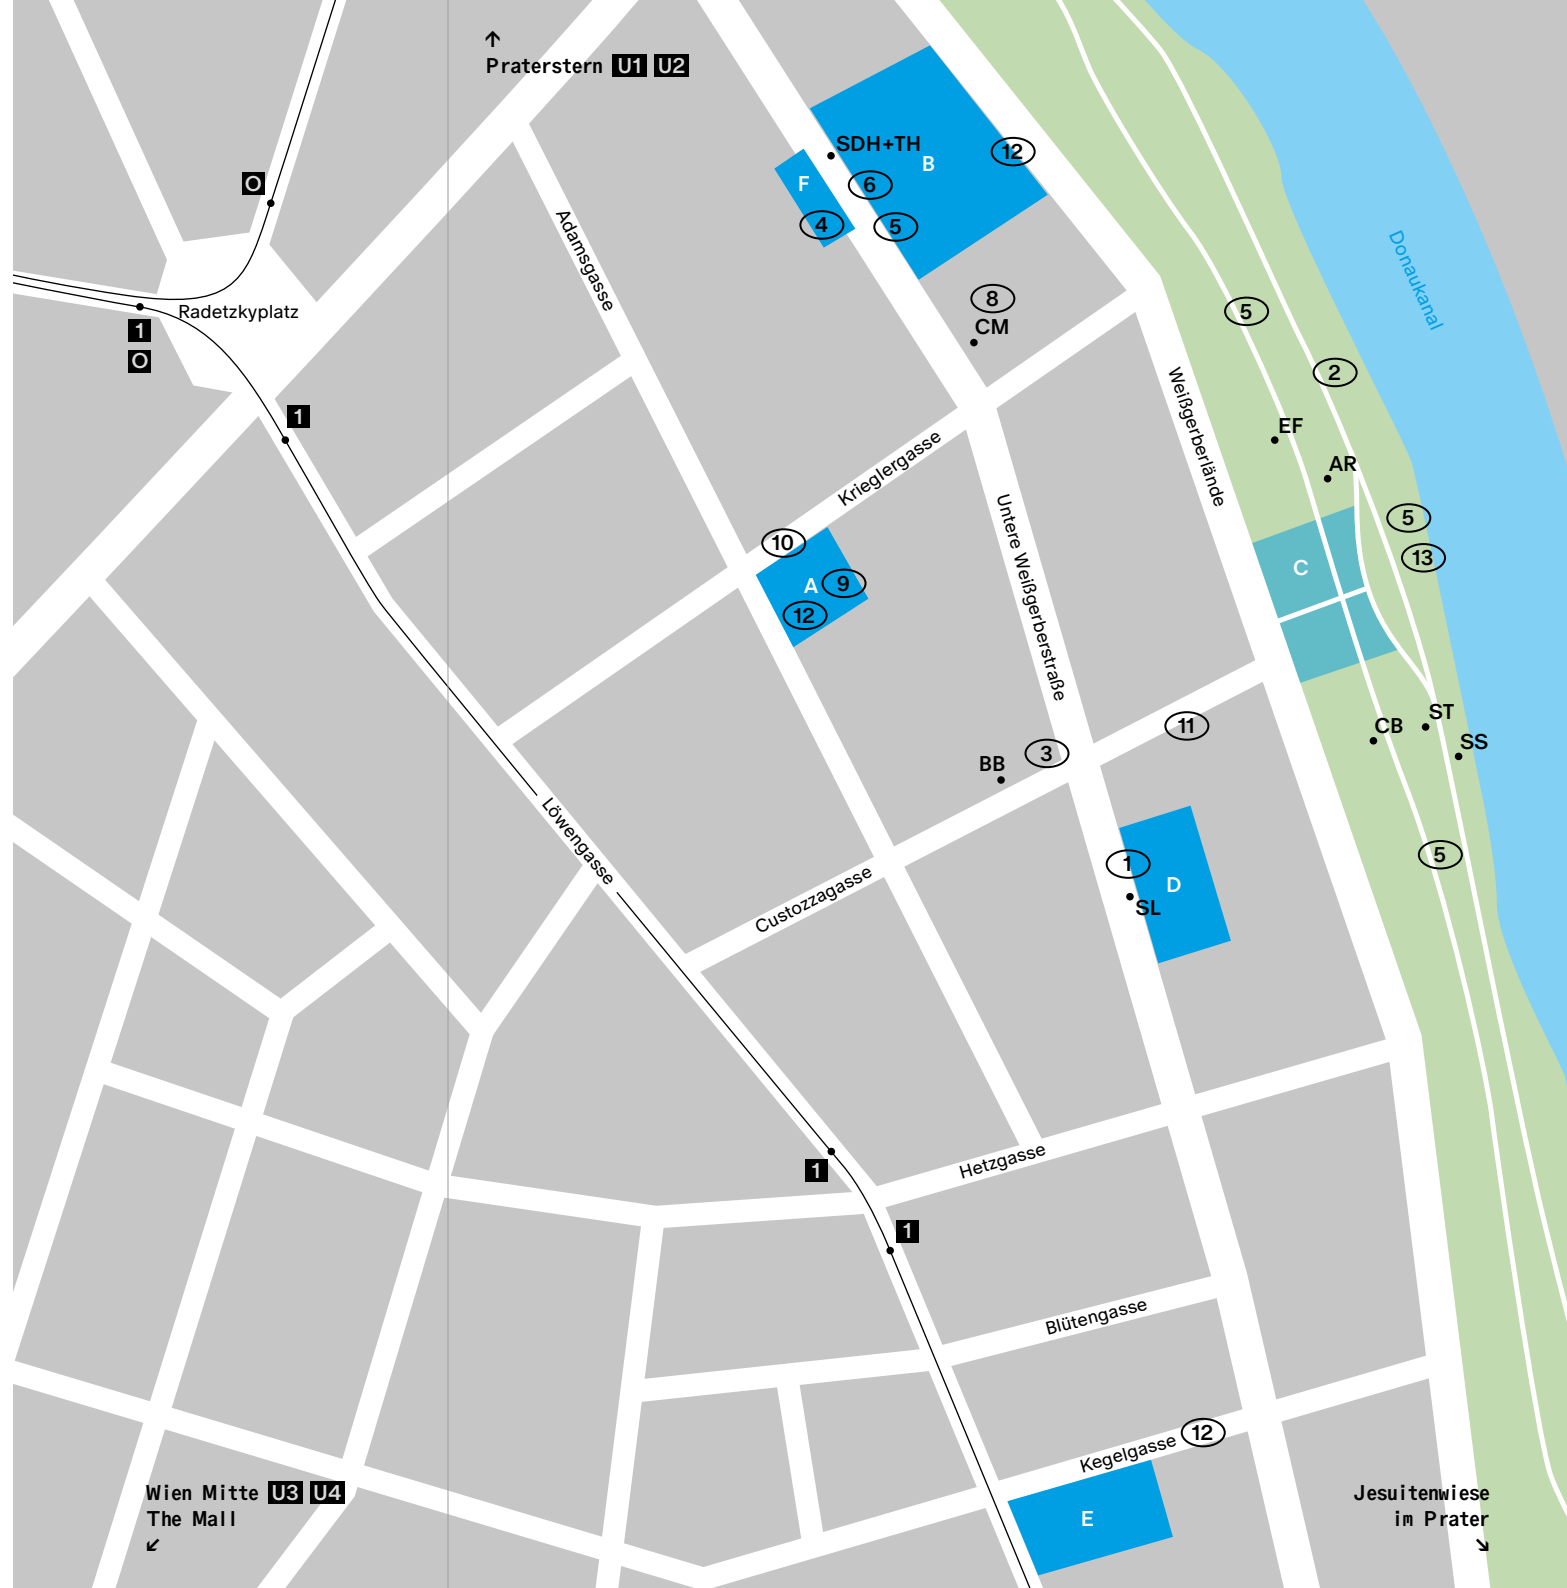 Praterstern U1 U2
SDH+TH
B
12
F
6
4
5
O
Adamsgasse
Radetzkyplatz
1
O
8
CM
5
Donaukanal
2
1
EF
AR
Weißgerberlände
Krieglergasse
Untere Weißgerberstraße
5
13
10
A
9
12
C
11
3
BB
CB
ST
SS
Löwengasse
Custozzagasse
1
D
SL
5
Hetzgasse
1
1
Blütengasse
Kegelgasse
12
E
Wien Mitte U3 U4
The Mall
Jesuitenwiese
im Prater